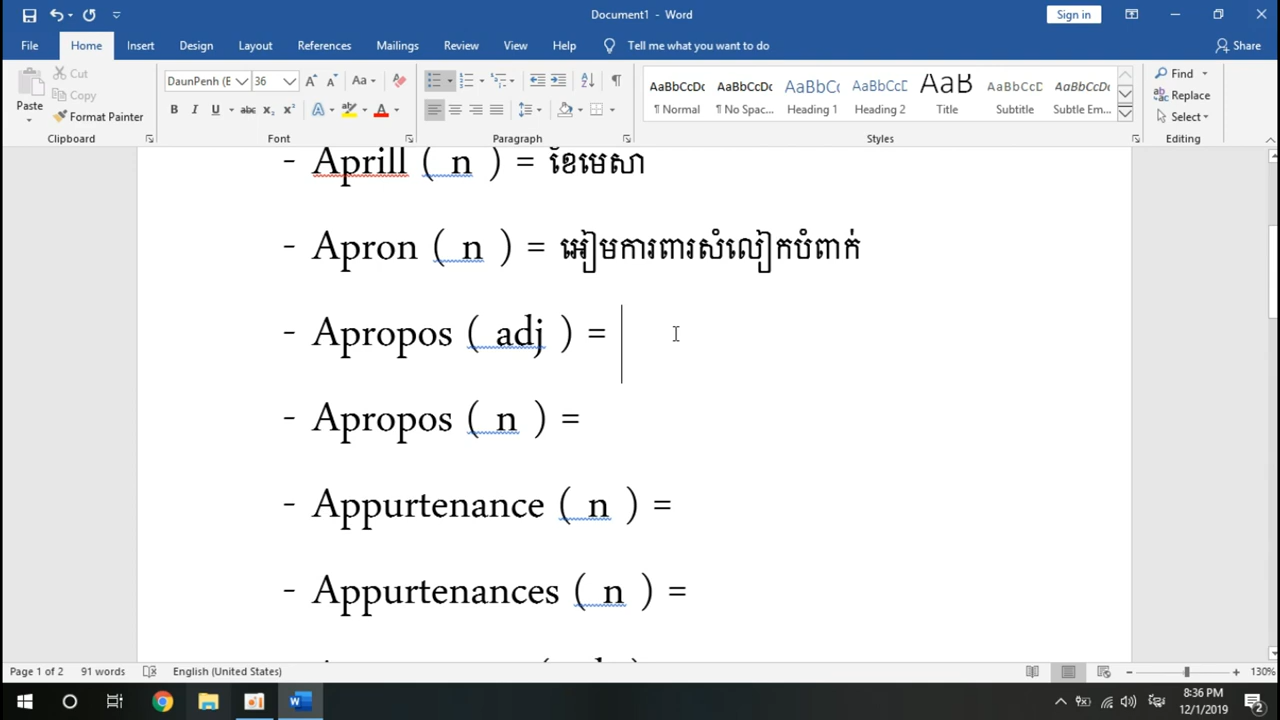 Document1 - Word
Sign in
File Home Insert Design Layout References Mailings Review View Help Tell me what you want to do Share
Paste
Cut
Copy
Format Painter
Clipboard
DaunPenh (E 36
Font
Paragraph
AaBbCcDc AaBbCcDc AaBbCc AaBbCcD AaB AaBbCcD AaBbCcDc
¶ Normal ¶ No Spac... Heading 1 Heading 2 Title Subtitle Subtle Em...
Styles
Find
Replace
Select
Editing
- Aprill ( n ) = ខែមេសា
- Apron ( n ) = អៀមការពារសំលៀកបំពាក់
- Apropos ( adj ) =
- Apropos ( n ) =
- Appurtenance ( n ) =
- Appurtenances ( n ) =
Page 1 of 2 91 words English (United States) 130%
8:36 PM
12/1/2019